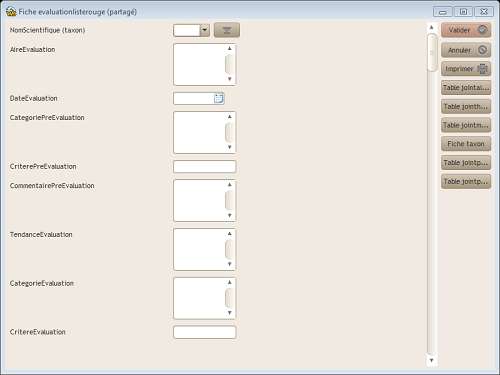 Fiche evaluationlisterouge (partagé)
NomScientifique (taxon)
Valider
AireEvaluation
Annuler
Imprimer
Table jointai...
DateEvaluation
Table jointh...
CategoriePreEvaluation
Table jointm...
Fiche taxon
CriterePreEvaluation
Table jointp...
CommentairePreEvaluation
Table jointp...
TendanceEvaluation
CategorieEvaluation
CritereEvaluation